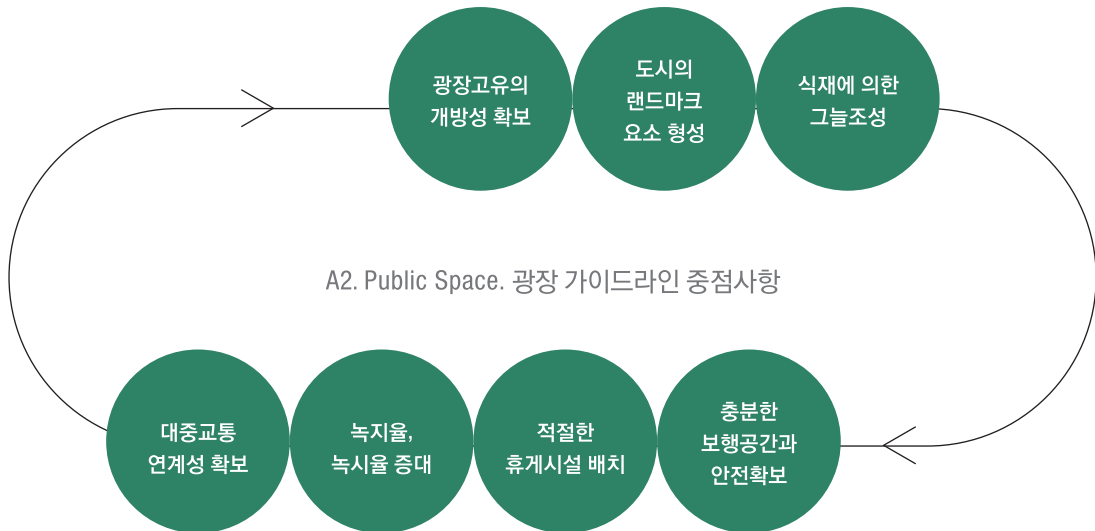 광장고유의
개방성 확보
도시의
랜드마크
요소 형성
식재에 의한
그늘조성
A2. Public Space. 광장 가이드라인 중점사항
대중교통
연계성 확보
녹지율,
녹시율 증대
적절한
휴게시설 배치
충분한
보행공간과
안전확보